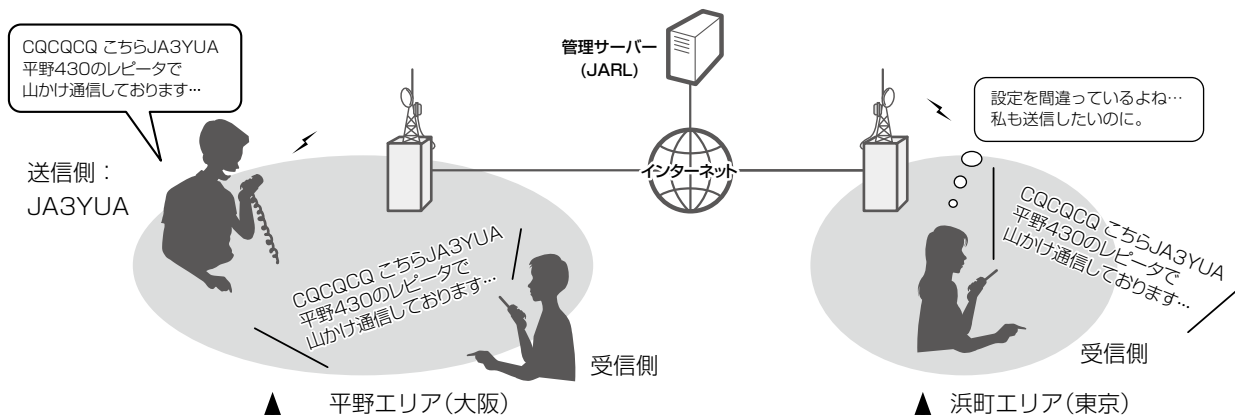 CQCQCQ こちらJA3YUA
平野430のレピータで
山かけ通信しております…
送信側：
JA3YUA
管理サーバー
(JARL)
インターネット
設定を間違っているよね…
私も送信したいのに。
CQCQCQ こちらJA3YUA
平野430のレピータで
山かけ通信しております…
受信側
CQCQCQ こちらJA3YUA
平野430のレピータで
山かけ通信しております…
受信側
▲ 平野エリア（大阪）
▲ 浜町エリア（東京）